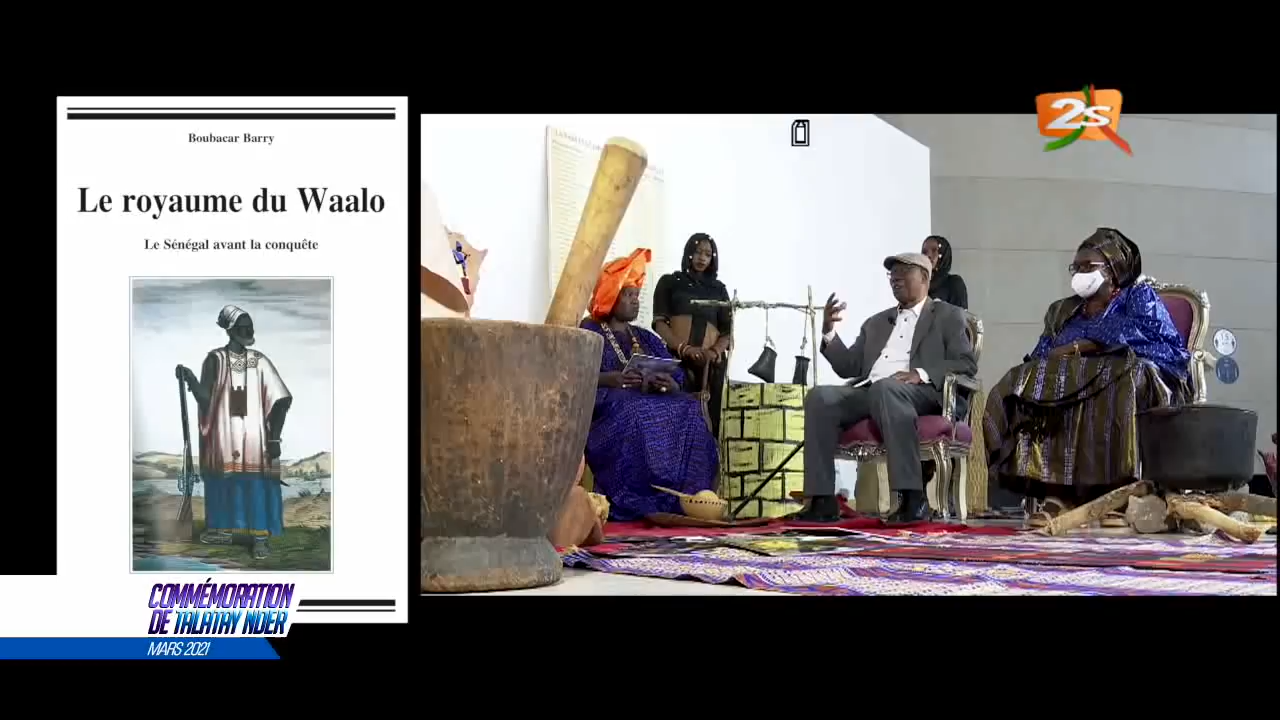 Boubacar Barry
Le royaume du Waalo
Le Sénégal avant la conquête
2s
COMMÉMORATION
DE TALATAY NDER
MARS 2021